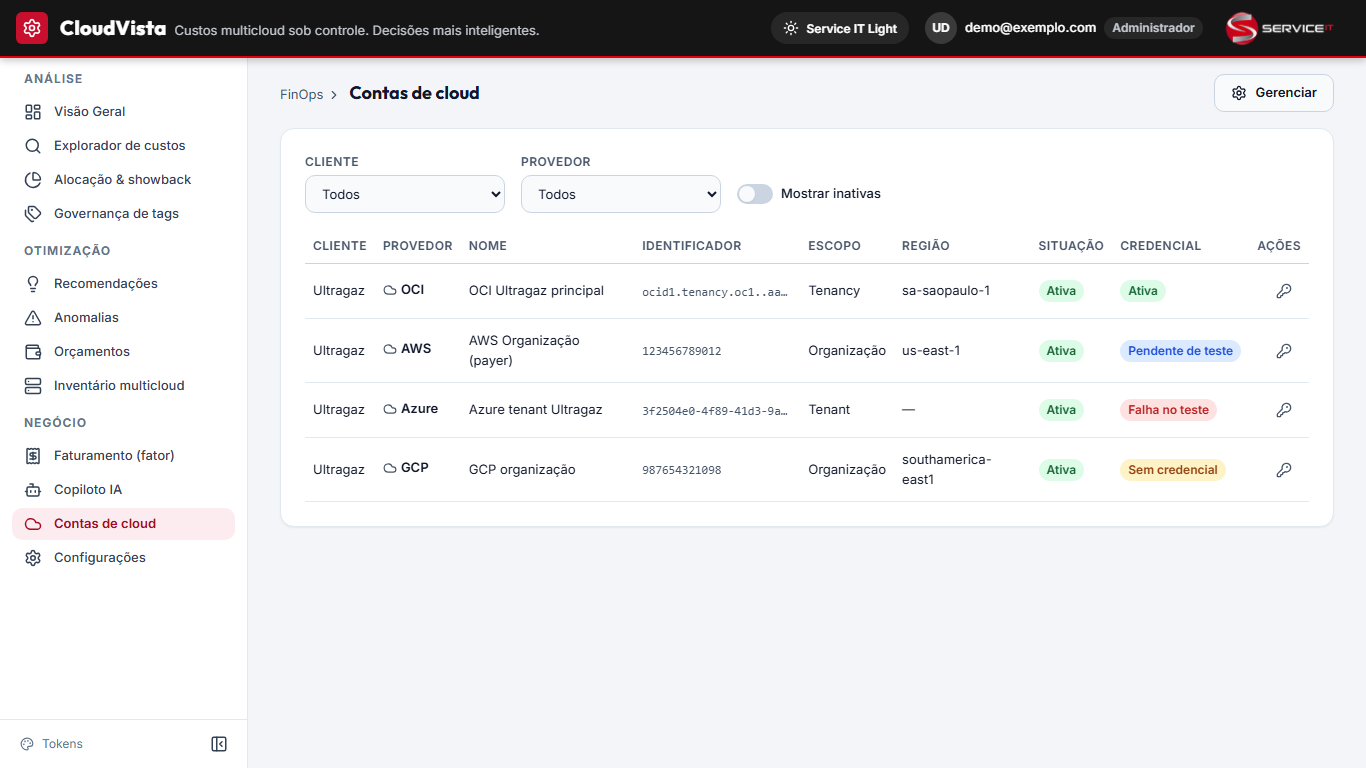 CloudVista Custos multicloud sob controle. Decisões mais inteligentes.
Service IT Light
UD demo@exemplo.com Administrador
SERVICE IT
ANÁLISE
Visão Geral
Explorador de custos
Alocação & showback
Governança de tags
OTIMIZAÇÃO
Recomendações
Anomalias
Orçamentos
Inventário multicloud
NEGÓCIO
Faturamento (fator)
Copiloto IA
Contas de cloud
Configurações
Tokens
FinOps › Contas de cloud
Gerenciar
CLIENTE PROVEDOR
Todos Todos Mostrar inativas
CLIENTE PROVEDOR NOME IDENTIFICADOR ESCOPO REGIÃO SITUAÇÃO CREDENCIAL AÇÕES
Ultragaz OCI OCI Ultragaz principal ocid1.tenancy.oc1..aa… Tenancy sa-saopaulo-1 Ativa Ativa
Ultragaz AWS AWS Organização (payer) 123456789012 Organização us-east-1 Ativa Pendente de teste
Ultragaz Azure Azure tenant Ultragaz 3f2504e0-4f89-41d3-9a… Tenant — Ativa Falha no teste
Ultragaz GCP GCP organização 987654321098 Organização southamerica-east1 Ativa Sem credencial